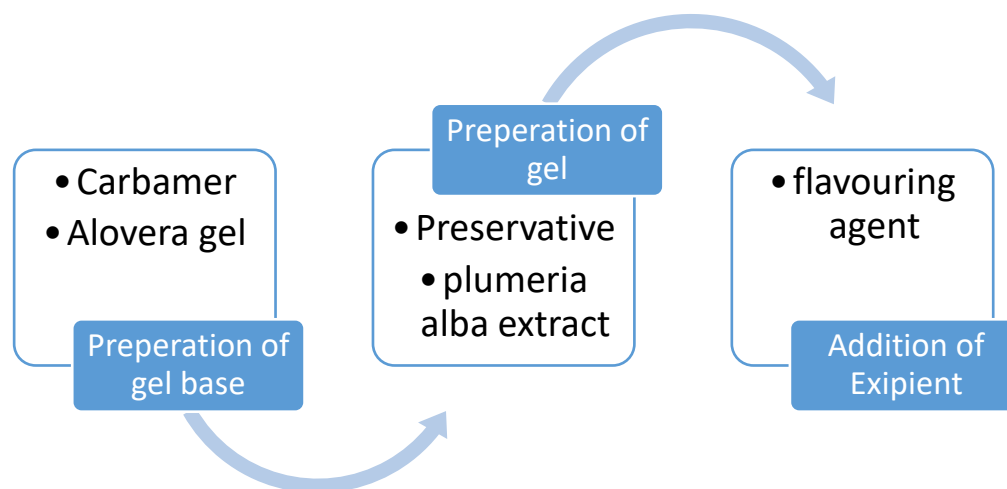 • Carbamer
• Alovera gel
Preperation of
gel base
Preperation of
gel
• Preservative
• plumeria
alba extract
• flavouring
agent
Addition of
Exipient